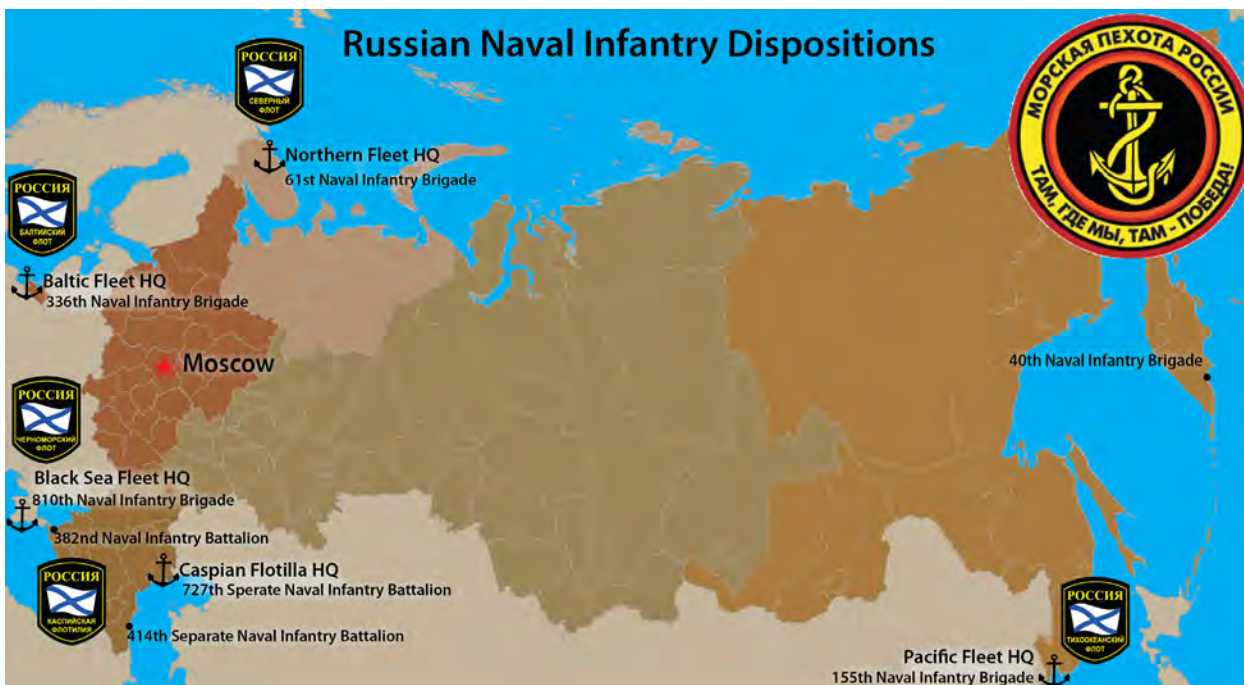 Russian Naval Infantry Dispositions
МОРСКАЯ ПЕХОТА РОССИИ
ТАМ, ГДЕ МЫ, ТАМ - ПОБЕДА!
РОССИЯ
СЕВЕРНЫЙ
ФЛОТ
Northern Fleet HQ
61st Naval Infantry Brigade
РОССИЯ
БАЛТИЙСКИЙ
ФЛОТ
Baltic Fleet HQ
336th Naval Infantry Brigade
Moscow
40th Naval Infantry Brigade
РОССИЯ
ЧЕРНОМОРСКИЙ
ФЛОТ
Black Sea Fleet HQ
810th Naval Infantry Brigade
382nd Naval Infantry Battalion
Caspian Flotilla HQ
727th Sperate Naval Infantry Battalion
РОССИЯ
КАСПИЙСКАЯ
ФЛОТИЛИЯ
414th Separate Naval Infantry Battalion
РОССИЯ
ТИХООКЕАНСКИЙ
ФЛОТ
Pacific Fleet HQ
155th Naval Infantry Brigade